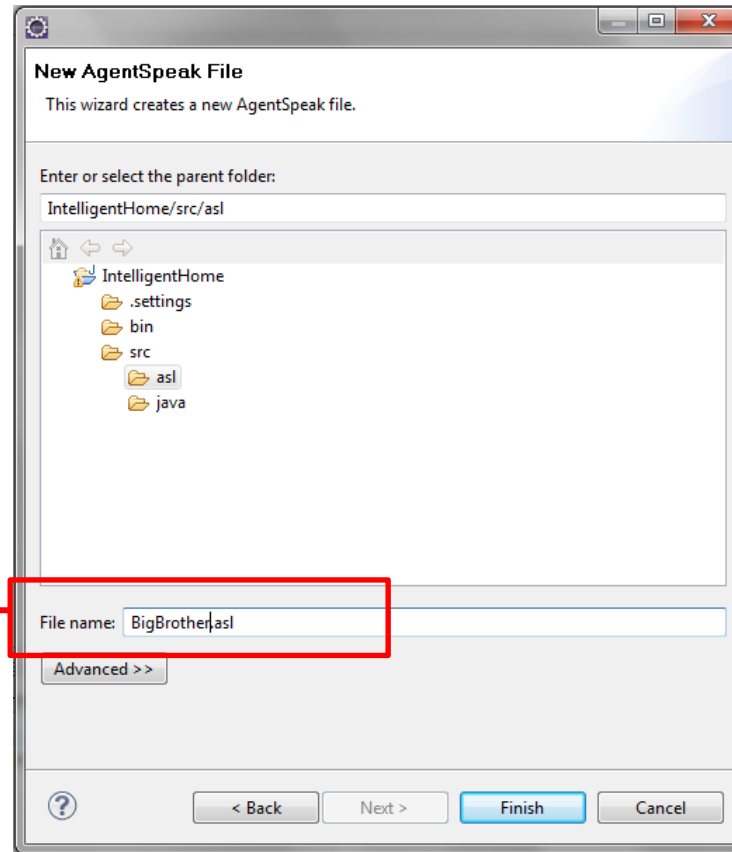 New AgentSpeak File
This wizard creates a new AgentSpeak file.
Enter or select the parent folder:
IntelligentHome/src/asl
IntelligentHome
.settings
bin
src
asl
java
File name: BigBrother.asl
Advanced >>
? < Back Next > Finish Cancel